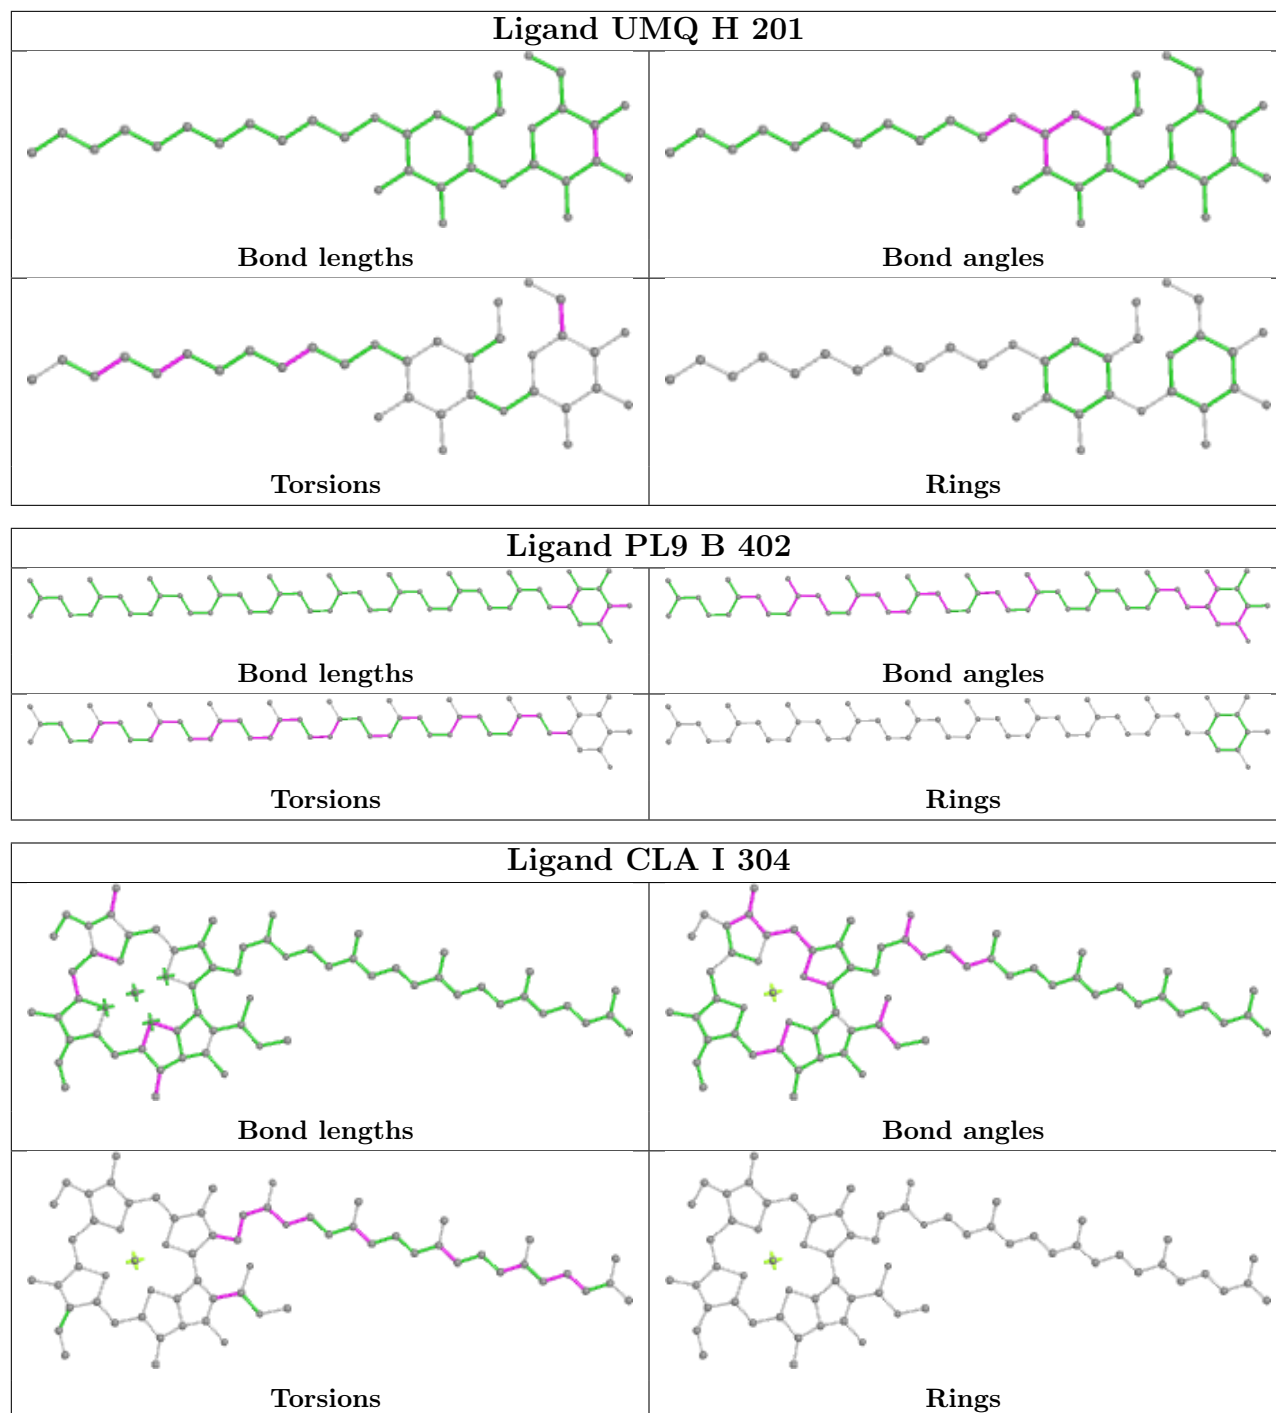 Ligand UMQ H 201
Bond lengths
Bond angles
Torsions
Rings
Ligand PL9 B 402
Bond lengths
Bond angles
Torsions
Rings
Ligand CLA I 304
Bond lengths
Bond angles
Torsions
Rings